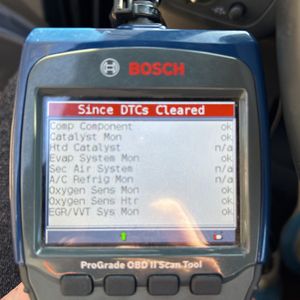 BOSCH
Since DTCs Cleared
Comp Component ok
Catalyst Mon ok
Htd Catalyst n/a
Evap System Mon ok
Sec Air System n/a
A/C Refrig Mon n/a
Oxygen Sens Mon ok
Oxygen Sens Htr ok
EGR/VVT Sys Mon ok
ProGrade OBD II Scan Tool